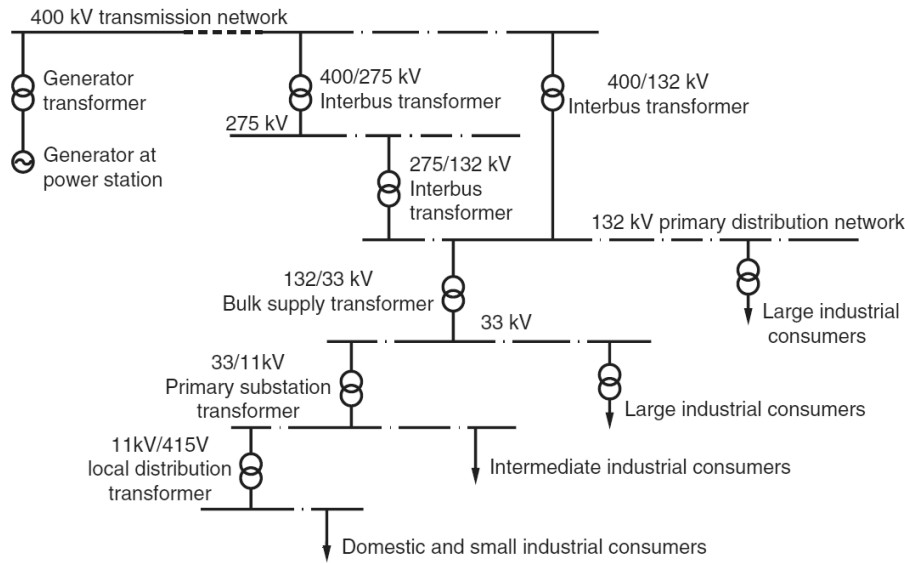 400 kV transmission network
Generator
transformer
400/275 kV
Interbus transformer
400/132 kV
Interbus transformer
275 kV
Generator at
power station
275/132 kV
Interbus
transformer
132 kV primary distribution network
132/33 kV
Bulk supply transformer
Large industrial
consumers
33 kV
33/11kV
Primary substation
transformer
Large industrial consumers
11kV/415V
local distribution
transformer
Intermediate industrial consumers
Domestic and small industrial consumers